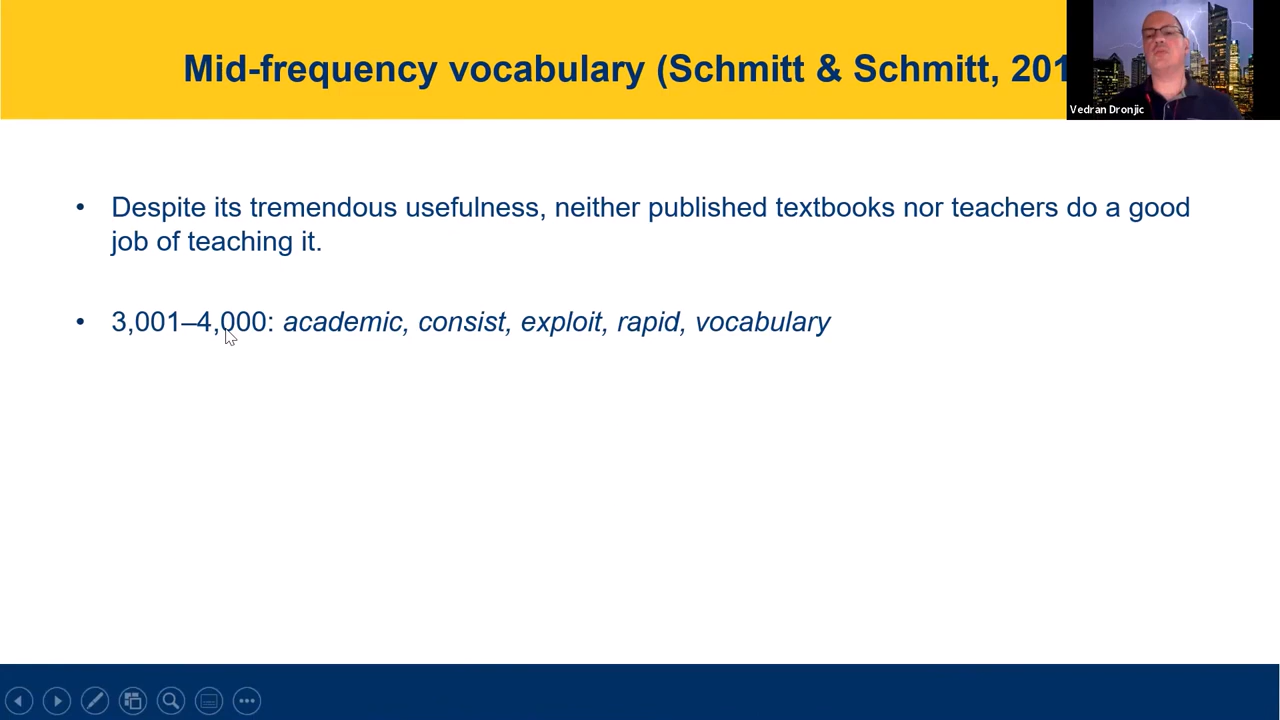 Mid-frequency vocabulary (Schmitt & Schmitt, 201
Vedran Dronjic
• Despite its tremendous usefulness, neither published textbooks nor teachers do a good
job of teaching it.
• 3,001–4,000: academic, consist, exploit, rapid, vocabulary